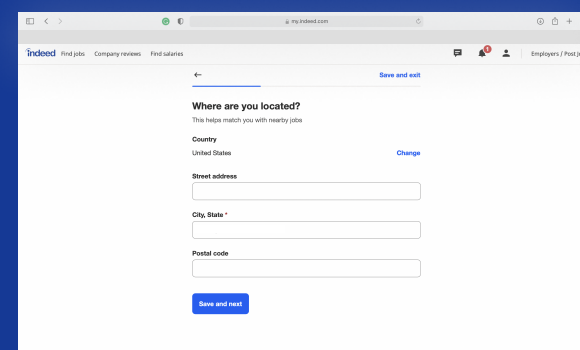 my.indeed.com
indeed Find jobs Company reviews Find salaries
1
Employers / Post
Save and exit
Where are you located?
This helps match you with nearby jobs
Country
United States Change
Street address
City, State *
Postal code
Save and next